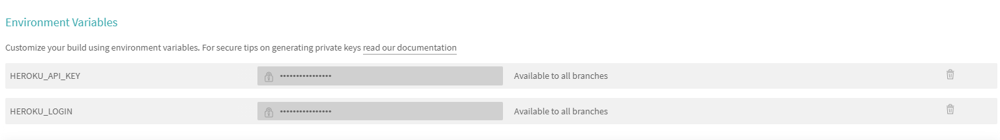 Environment Variables
Customize your build using environment variables. For secure tips on generating private keys read our documentation
HEROKU_API_KEY •••••••••••••••• Available to all branches
HEROKU_LOGIN •••••••••••••••• Available to all branches